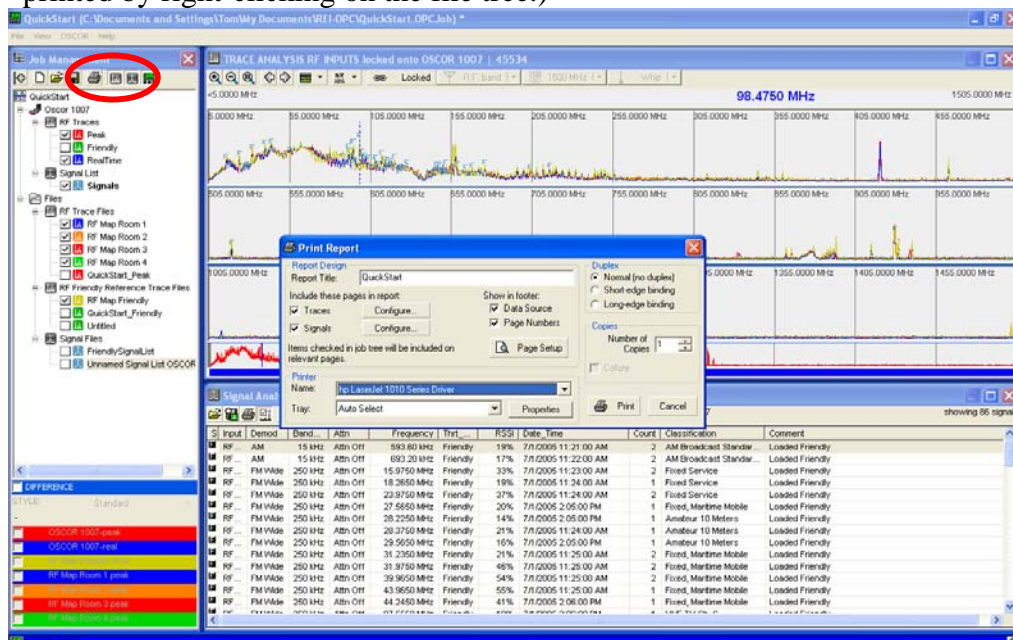 printed by right-clicking on the file tree.)
QuickStart (C:\Documents and Settings\Tom\My Documents\REI-OPC\QuickStart.OPCJob) *
File View OSCOR Help
Job Management
TRACE ANALYSIS RF INPUTS locked onto OSCOR 1007 | 45534
Locked
1500 MHz
Whip
<5.0000 MHz
98.4750 MHz
1505.0000 MHz
QuickStart
Oscor 1007
RF Traces
Peak
Friendly
RealTime
Signal List
Signals
Files
RF Trace Files
RF Map Room 1
RF Map Room 2
RF Map Room 3
RF Map Room 4
QuickStart_Peak
RF Friendly Reference Trace Files
RF Map Friendly
QuickStart_Friendly
Untitled
Signal Files
FriendlySignalList
Unnamed Signal List OSCOR
5.0000 MHz 55.0000 MHz 105.0000 MHz 155.0000 MHz 205.0000 MHz 255.0000 MHz 305.0000 MHz 355.0000 MHz 405.0000 MHz 455.0000 MHz
505.0000 MHz 555.0000 MHz 605.0000 MHz 655.0000 MHz 705.0000 MHz 755.0000 MHz 805.0000 MHz 855.0000 MHz 905.0000 MHz 955.0000 MHz
1005.0000 MHz 5.0000 MHz 1355.0000 MHz 1405.0000 MHz 1455.0000 MHz
Print Report
Report Design
Report Title: QuickStart
Include these pages in report:
Traces Configure...
Signals Configure...
Items checked in job tree will be included on
relevant pages.
Show in footer:
Data Source
Page Numbers
Page Setup
Duplex
Normal (no duplex)
Short-edge binding
Long-edge binding
Copies
Number of
Copies 1
Collate
Printer
Name: hp LaserJet 1010 Series Driver
Tray: Auto Select
Properties
Print Cancel
Signal Anal
7 showing 86 signa
S Input Demod Band... Attn Frequency Thrt_... RSSI Date_Time Count Classification Comment
RF... AM 15 kHz Attn Off 593.60 kHz Friendly 19% 7/1/2005 11:21:00 AM 2 AM Broadcast Standar... Loaded Friendly
RF... AM 15 kHz Attn Off 693.20 kHz Friendly 17% 7/1/2005 11:22:00 AM 2 AM Broadcast Standar... Loaded Friendly
RF... FM Wide 250 kHz Attn Off 15.9750 MHz Friendly 33% 7/1/2005 11:23:00 AM 2 Fixed Service Loaded Friendly
RF... FM Wide 250 kHz Attn Off 18.2650 MHz Friendly 19% 7/1/2005 11:24:00 AM 1 Fixed Service Loaded Friendly
RF... FM Wide 250 kHz Attn Off 23.9750 MHz Friendly 37% 7/1/2005 11:24:00 AM 2 Fixed Service Loaded Friendly
RF... FM Wide 250 kHz Attn Off 27.5650 MHz Friendly 20% 7/1/2005 2:05:00 PM 1 Fixed, Maritime Mobile Loaded Friendly
RF... FM Wide 250 kHz Attn Off 28.2250 MHz Friendly 14% 7/1/2005 2:05:00 PM 1 Amateur 10 Meters Loaded Friendly
RF... FM Wide 250 kHz Attn Off 28.3750 MHz Friendly 21% 7/1/2005 11:24:00 AM 1 Amateur 10 Meters Loaded Friendly
RF... FM Wide 250 kHz Attn Off 29.5650 MHz Friendly 16% 7/1/2005 2:05:00 PM 1 Amateur 10 Meters Loaded Friendly
RF... FM Wide 250 kHz Attn Off 31.2350 MHz Friendly 21% 7/1/2005 11:25:00 AM 2 Fixed, Maritime Mobile Loaded Friendly
RF... FM Wide 250 kHz Attn Off 31.9750 MHz Friendly 46% 7/1/2005 11:25:00 AM 2 Fixed, Maritime Mobile Loaded Friendly
RF... FM Wide 250 kHz Attn Off 39.9650 MHz Friendly 54% 7/1/2005 11:25:00 AM 2 Fixed, Maritime Mobile Loaded Friendly
RF... FM Wide 250 kHz Attn Off 43.9650 MHz Friendly 55% 7/1/2005 11:25:00 AM 1 Fixed, Maritime Mobile Loaded Friendly
RF... FM Wide 250 kHz Attn Off 44.2450 MHz Friendly 41% 7/1/2005 2:06:00 PM 1 Fixed, Maritime Mobile Loaded Friendly
DIFFERENCE
STYLE: Standard
OSCOR 1007-peak
OSCOR 1007-real
RF Map Room 1 peak
RF Map Room 3 peak
RF Map Room 4 peak